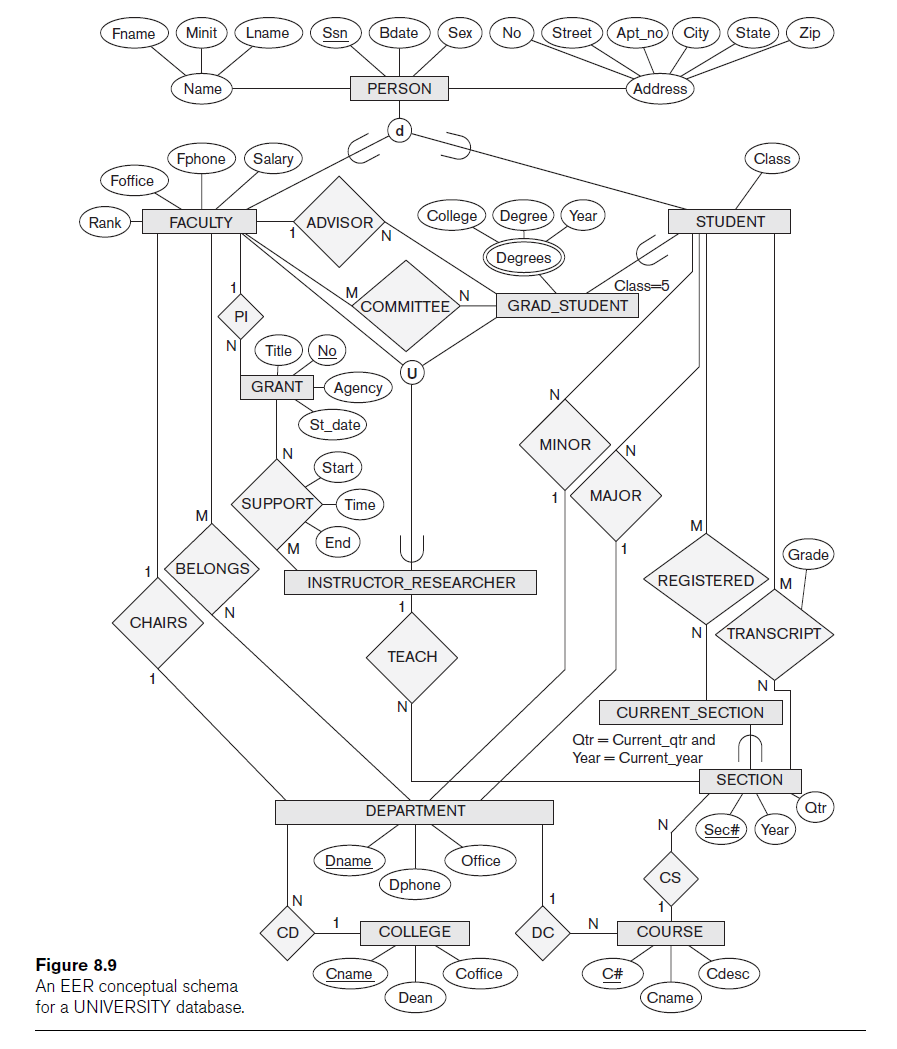 Fname Minit Lname Ssn Bdate Sex No Street Apt_no City State Zip
Name PERSON Address
d
Fphone Salary Class
Foffice
Rank FACULTY ADVISOR College Degree Year STUDENT
1 N
Degrees
Class=5
1 M COMMITTEE N GRAD_STUDENT
PI
N Title No
U
GRANT Agency
St_date
N
MINOR
N
N
Start
1
MAJOR
SUPPORT Time
M
End
M
M
1
Grade
1 BELONGS INSTRUCTOR_RESEARCHER REGISTERED M
N 1
CHAIRS N TRANSCRIPT
TEACH
1 N
N CURRENT_SECTION
Qtr = Current_qtr and
Year = Current_year
SECTION
DEPARTMENT Qtr
N Sec# Year
Dname Office
Dphone CS
N 1 1
CD 1 COLLEGE DC N COURSE
Cname Coffice C# Cdesc
Dean Cname
Figure 8.9
An EER conceptual schema
for a UNIVERSITY database.